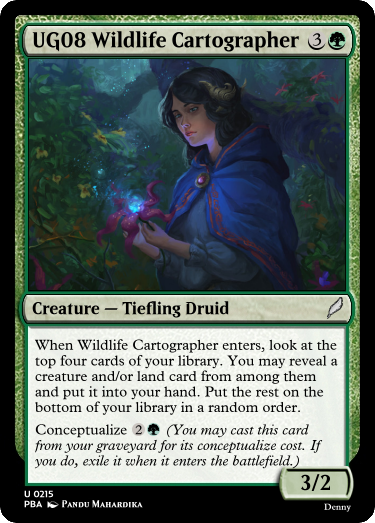 UG08 Wildlife Cartographer 3
Creature — Tiefling Druid
When Wildlife Cartographer enters, look at the
top four cards of your library. You may reveal a
creature and/or land card from among them
and put it into your hand. Put the rest on the
bottom of your library in a random order.
Conceptualize 2 (You may cast this card
from your graveyard for its conceptualize cost. If
you do, exile it when it enters the battlefield.)
3/2
U 0215
PBA Pandu Mahardika
Denny